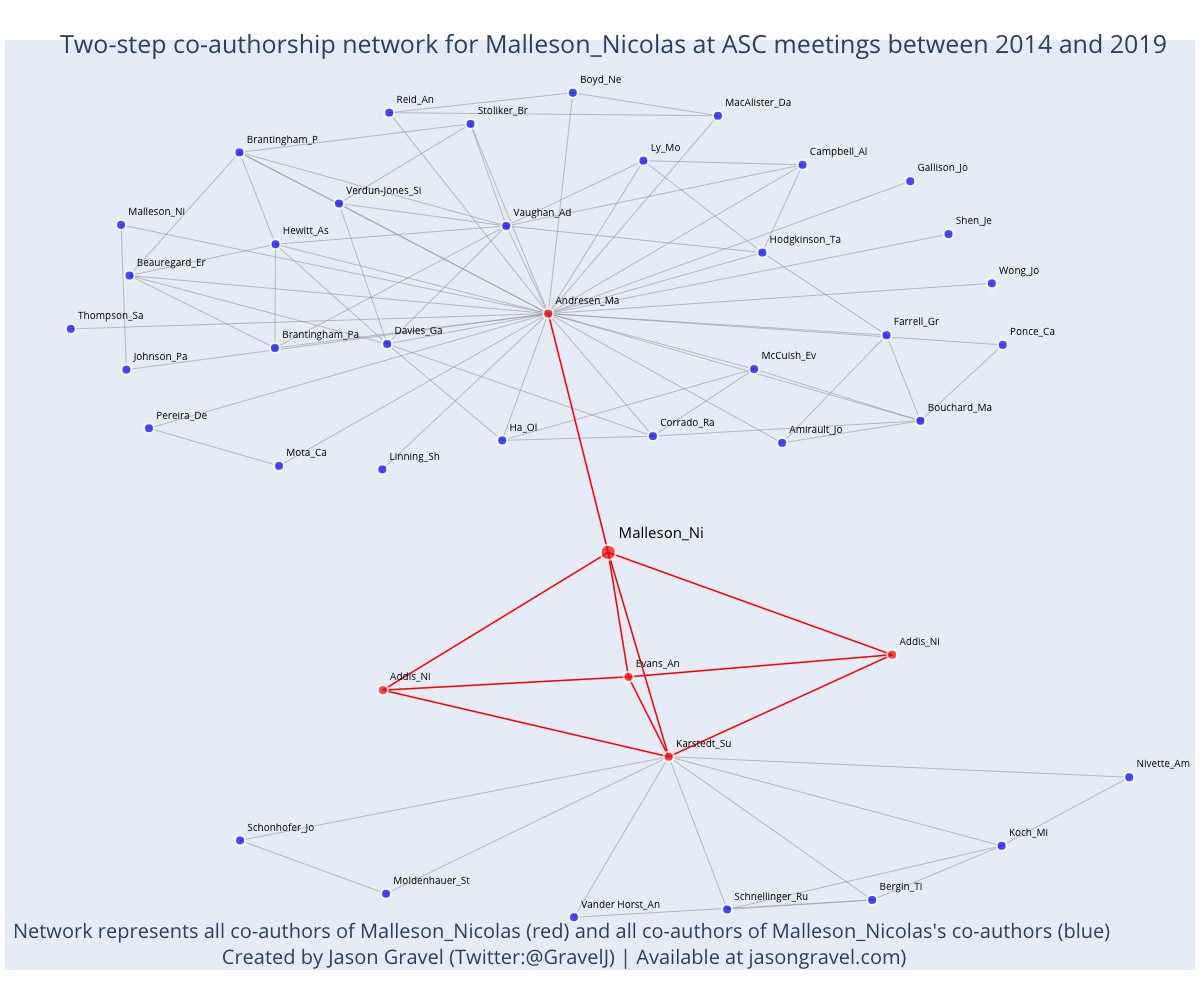 Two-step co-authorship network for Malleson_Nicolas at ASC meetings between 2014 and 2019
Boyd_Ne
Reid_An
MacAlister_Da
Stoliker_Br
Brantingham_P
Ly_Mo
Campbell_Al
Gallison_Jo
Verdun-Jones_Si
Malleson_Ni
Vaughan_Ad
Shen_Je
Hewitt_As
Hodgkinson_Ta
Beauregard_Er
Wong_Jo
Andresen_Ma
Thompson_Sa
Farrell_Gr
Brantingham_Pa
Davies_Ga
Ponce_Ca
Johnson_Pa
McCuish_Ev
Pereira_De
Bouchard_Ma
Ha_Ol
Corrado_Ra
Amirault_Jo
Mota_Ca
Linning_Sh
Malleson_Ni
Addis_Ni
Evans_An
Addis_Ni
Karstedt_Su
Nivette_Am
Schonhofer_Jo
Koch_Mi
Moldenhauer_St
Bergin_Ti
Vander Horst_An
Schnellinger_Ru
Network represents all co-authors of Malleson_Nicolas (red) and all co-authors of Malleson_Nicolas's co-authors (blue)
Created by Jason Gravel (Twitter:@GravelJ) | Available at jasongravel.com)